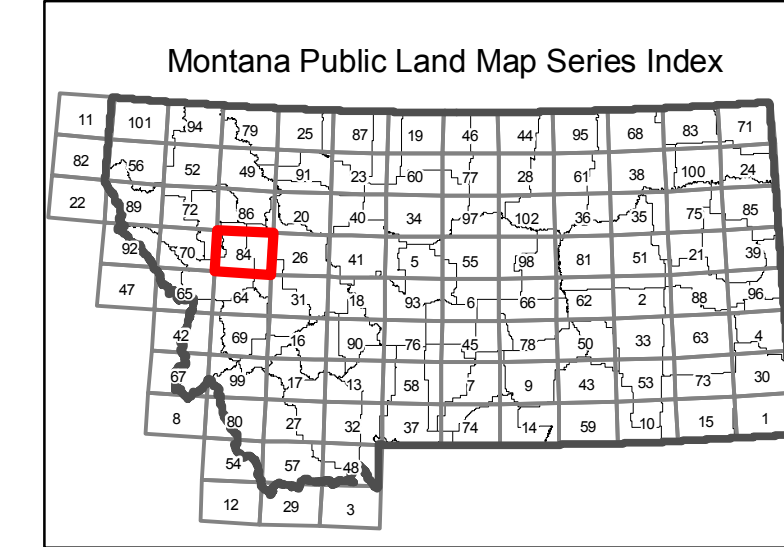 Montana Public Land Map Series Index
11 101 94 79 25 87 19 46 44 95 68 83 71
82 56 52 49 91 23 60 77 28 61 38 100 24
22 89 72 86 20 40 34 97 102 36 35 75 85
92 70 84 26 41 5 55 98 81 51 21 39
47 65 64 31 18 93 6 66 62 2 88 96
42 69 16 90 76 45 78 50 33 63 4
67 99 17 13 58 7 9 43 53 73 30
8 80 27 32 37 74 14 59 10 15 1
54 57 48
12 29 3